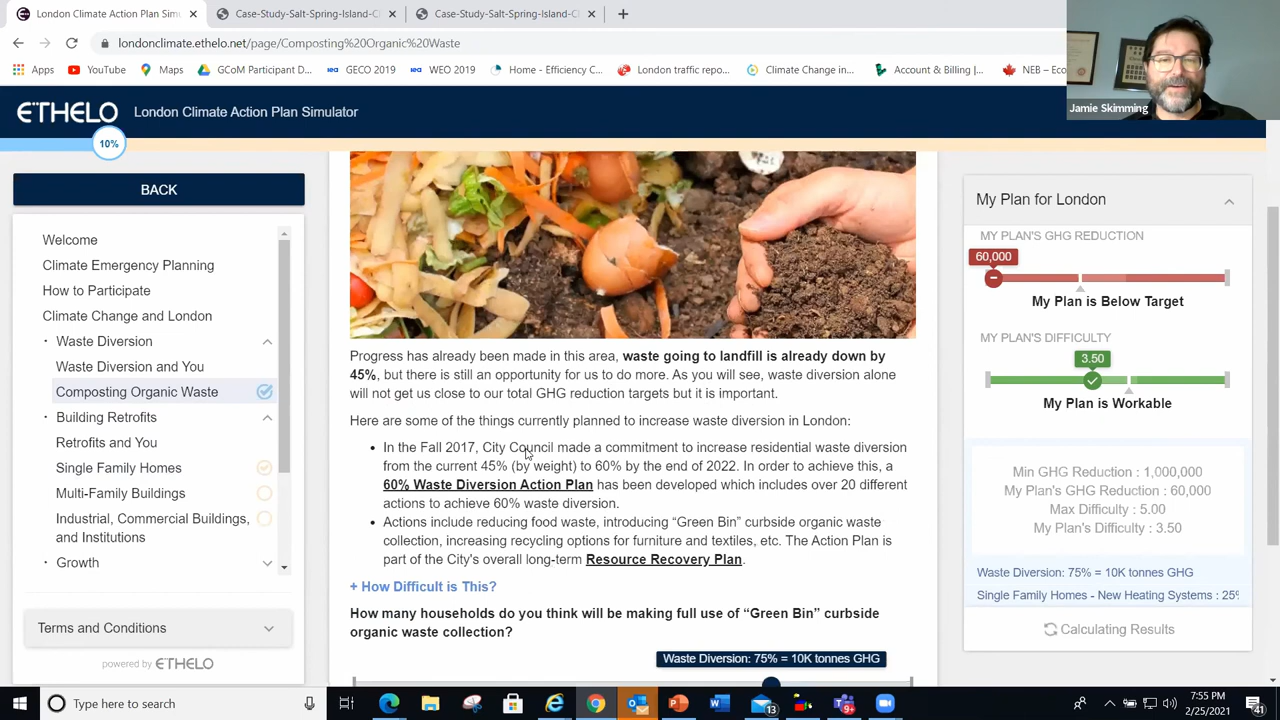 London Climate Action Plan Simu
Case-Study-Salt-Spring-Island-C
Case-Study-Salt-Spring-Island-C
londonclimate.ethelo.net/page/Composting%20Organic%20Waste
Apps
YouTube
Maps
GCoM Participant D...
iea GECO 2019
iea WEO 2019
Home - Efficiency C...
London traffic repo...
Climate Change in...
Account & Billing |...
NEB – Eco
Jamie Skimming
ETHELO London Climate Action Plan Simulator
10%
BACK
Welcome
Climate Emergency Planning
How to Participate
Climate Change and London
Waste Diversion
Waste Diversion and You
Composting Organic Waste
Building Retrofits
Retrofits and You
Single Family Homes
Multi-Family Buildings
Industrial, Commercial Buildings,
and Institutions
Growth
Terms and Conditions
powered by ETHELO
Progress has already been made in this area, waste going to landfill is already down by
45%, but there is still an opportunity for us to do more. As you will see, waste diversion alone
will not get us close to our total GHG reduction targets but it is important.
Here are some of the things currently planned to increase waste diversion in London:
• In the Fall 2017, City Council made a commitment to increase residential waste diversion
from the current 45% (by weight) to 60% by the end of 2022. In order to achieve this, a
60% Waste Diversion Action Plan has been developed which includes over 20 different
actions to achieve 60% waste diversion.
• Actions include reducing food waste, introducing “Green Bin” curbside organic waste
collection, increasing recycling options for furniture and textiles, etc. The Action Plan is
part of the City's overall long-term Resource Recovery Plan.
+ How Difficult is This?
How many households do you think will be making full use of “Green Bin” curbside
organic waste collection?
Waste Diversion: 75% = 10K tonnes GHG
My Plan for London
MY PLAN'S GHG REDUCTION
60,000
My Plan is Below Target
MY PLAN'S DIFFICULTY
3.50
My Plan is Workable
Min GHG Reduction : 1,000,000
My Plan's GHG Reduction : 60,000
Max Difficulty : 5.00
My Plan's Difficulty : 3.50
Waste Diversion: 75% = 10K tonnes GHG
Single Family Homes - New Heating Systems : 25%
Calculating Results
Type here to search
13
9+
7:55 PM
2/25/2021
41